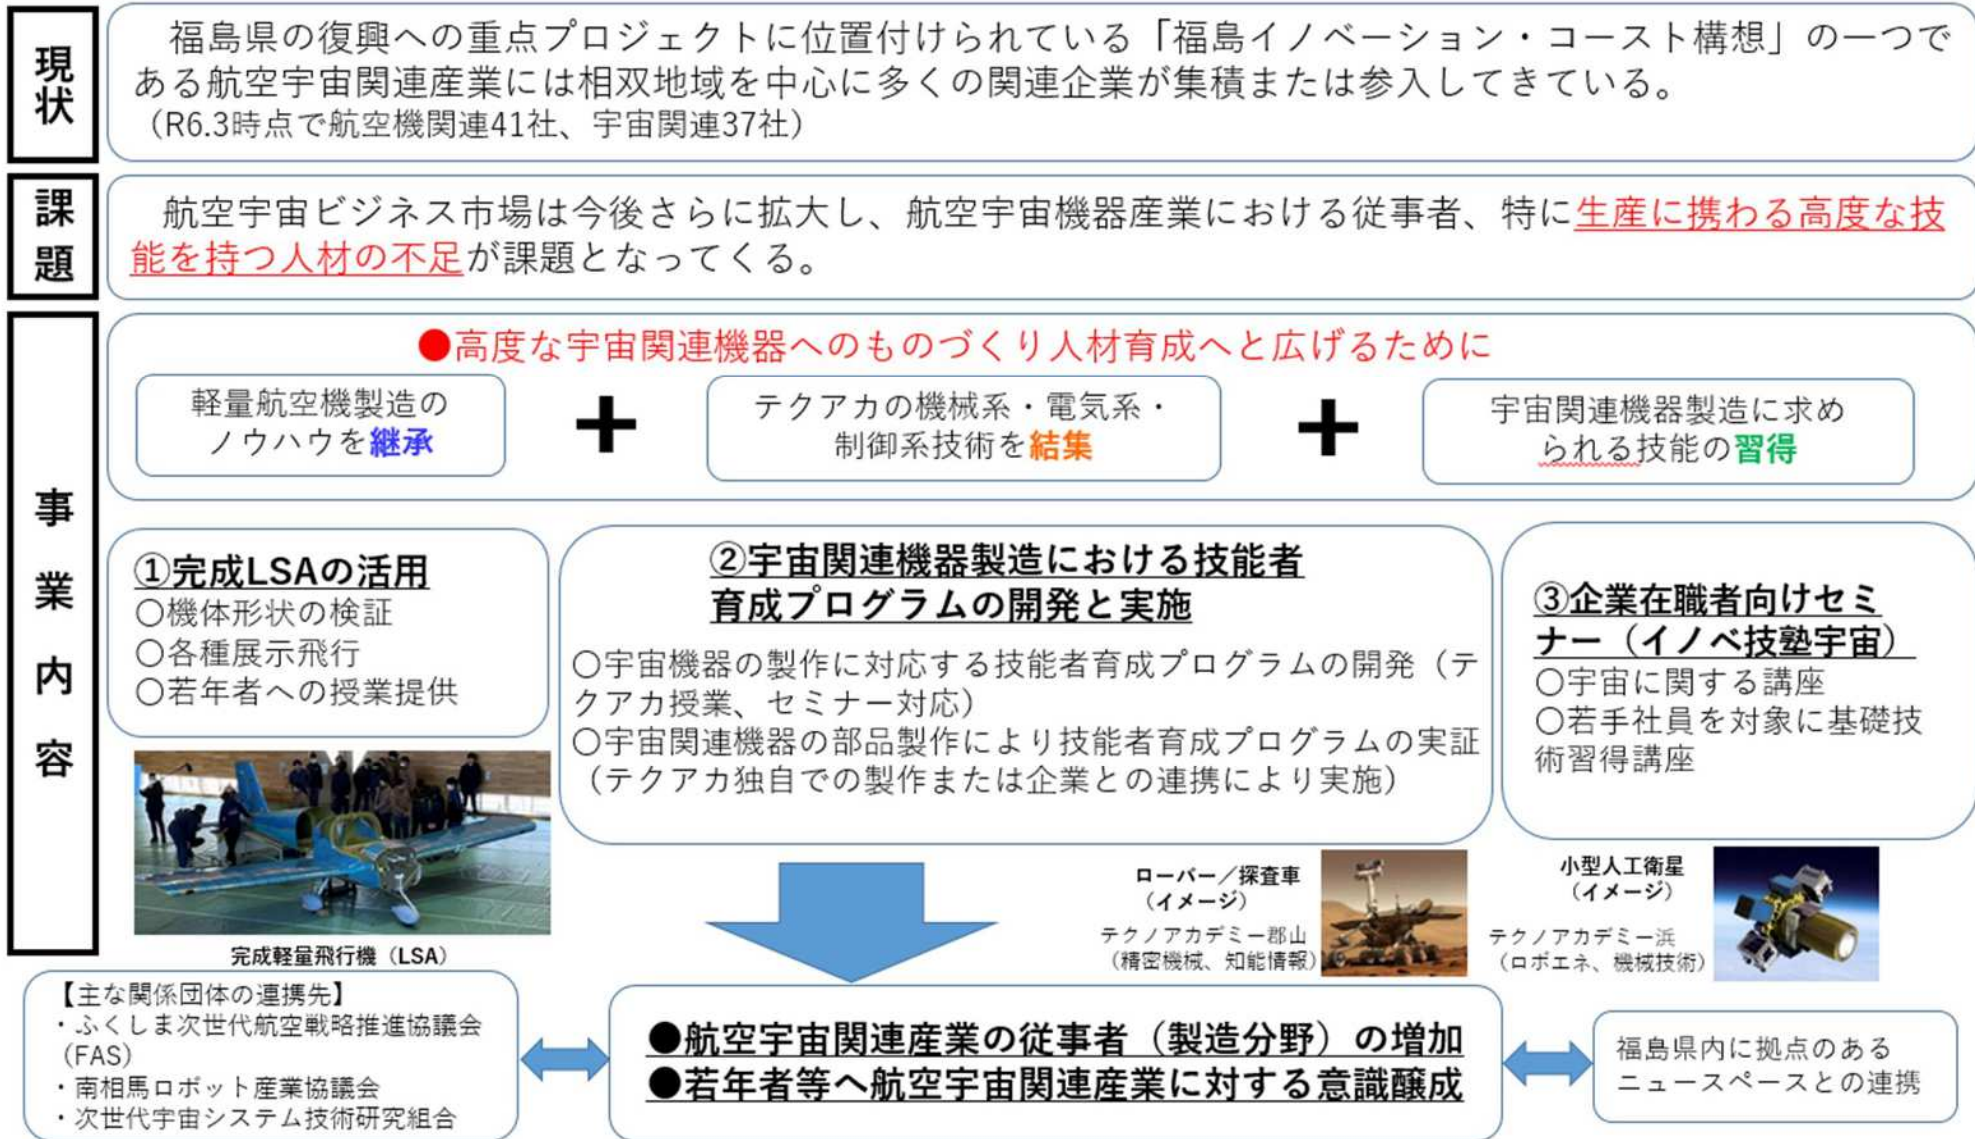 現状
福島県の復興への重点プロジェクトに位置付けられている「福島イノベーション・コースト構想」の一つで
ある航空宇宙関連産業には相双地域を中心に多くの関連企業が集積または参入してきている。
（R6.3時点で航空機関連41社、宇宙関連37社）
課題
航空宇宙ビジネス市場は今後さらに拡大し、航空宇宙機器産業における従事者、特に生産に携わる高度な技
能を持つ人材の不足が課題となってくる。
事業内容
●高度な宇宙関連機器へのものづくり人材育成へと広げるために
軽量航空機製造の
ノウハウを継承
＋
テクアカの機械系・電気系・
制御系技術を結集
＋
宇宙関連機器製造に求め
られる技能の習得
①完成LSAの活用
○機体形状の検証
○各種展示飛行
○若年者への授業提供
完成軽量飛行機（LSA）
②宇宙関連機器製造における技能者
育成プログラムの開発と実施
○宇宙機器の製作に対応する技能者育成プログラムの開発（テ
クアカ授業、セミナー対応）
○宇宙関連機器の部品製作により技能者育成プログラムの実証
（テクアカ独自での製作または企業との連携により実施）
③企業在職者向けセミ
ナー（イノベ技塾宇宙）
○宇宙に関する講座
○若手社員を対象に基礎技
術習得講座
ローバー／探査車
（イメージ）
テクノアカデミー郡山
（精密機械、知能情報）
小型人工衛星
（イメージ）
テクノアカデミー浜
（ロボエネ、機械技術）
【主な関係団体の連携先】
・ふくしま次世代航空戦略推進協議会
(FAS)
・南相馬ロボット産業協議会
・次世代宇宙システム技術研究組合
●航空宇宙関連産業の従事者（製造分野）の増加
●若年者等へ航空宇宙関連産業に対する意識醸成
福島県内に拠点のある
ニュースペースとの連携